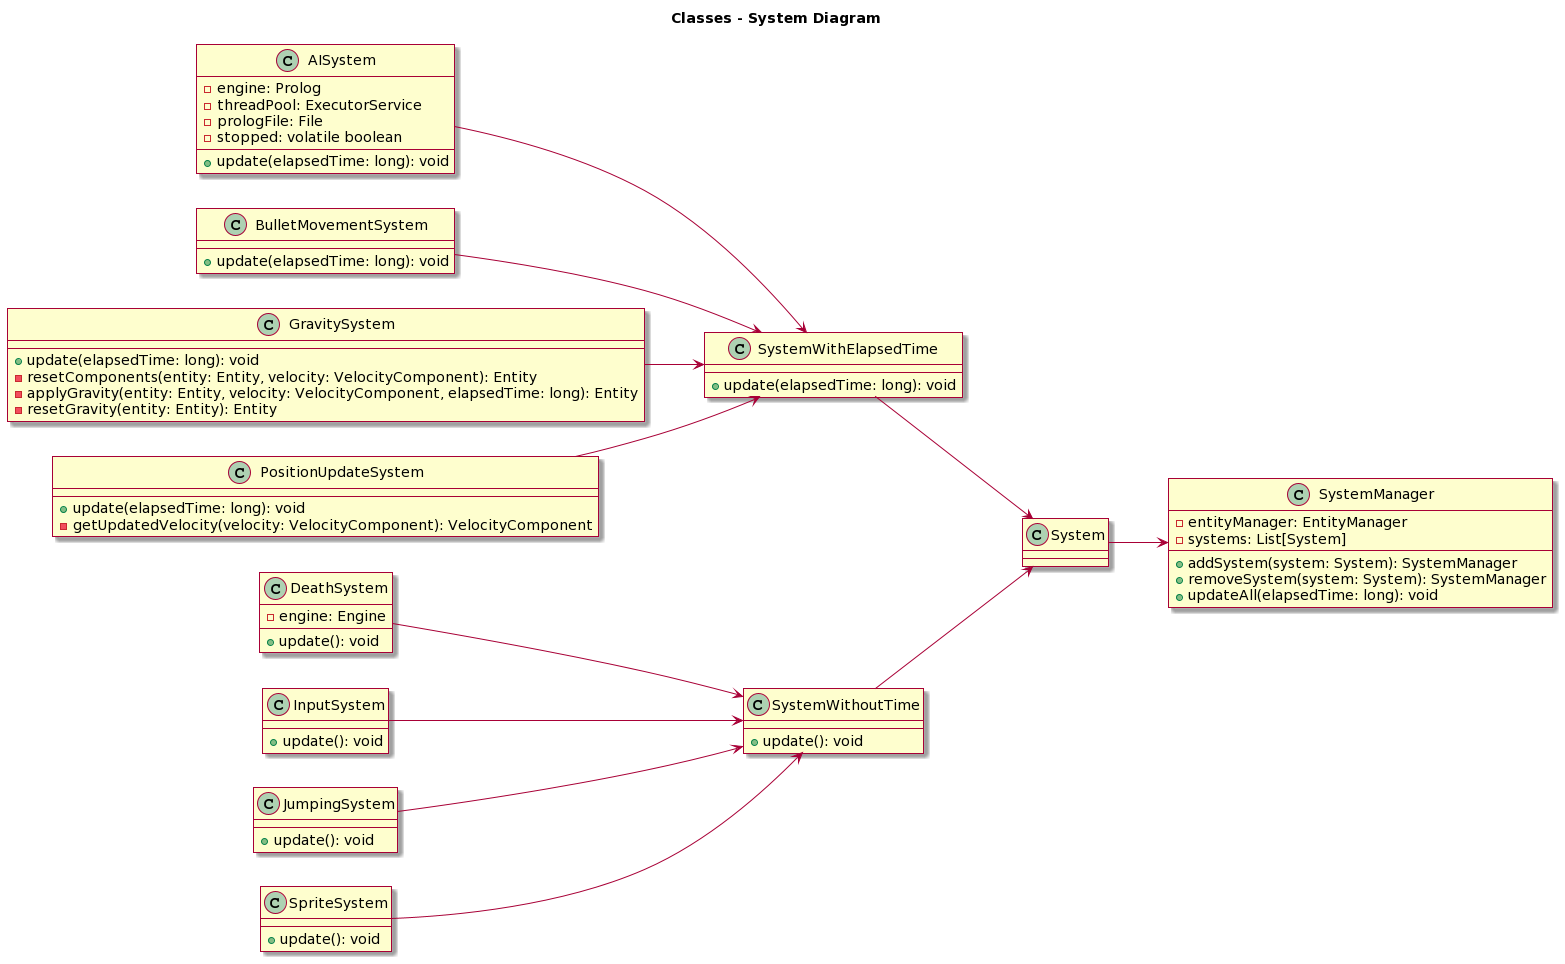 Classes - System Diagram
C AISystem
engine: Prolog
threadPool: ExecutorService
prologFile: File
stopped: volatile boolean
update(elapsedTime: long): void
C BulletMovementSystem
update(elapsedTime: long): void
C GravitySystem
update(elapsedTime: long): void
resetComponents(entity: Entity, velocity: VelocityComponent): Entity
applyGravity(entity: Entity, velocity: VelocityComponent, elapsedTime: long): Entity
resetGravity(entity: Entity): Entity
C PositionUpdateSystem
update(elapsedTime: long): void
getUpdatedVelocity(velocity: VelocityComponent): VelocityComponent
C DeathSystem
engine: Engine
update(): void
C InputSystem
update(): void
C JumpingSystem
update(): void
C SpriteSystem
update(): void
C SystemWithElapsedTime
update(elapsedTime: long): void
C SystemWithoutTime
update(): void
C System
C SystemManager
entityManager: EntityManager
systems: List[System]
addSystem(system: System): SystemManager
removeSystem(system: System): SystemManager
updateAll(elapsedTime: long): void